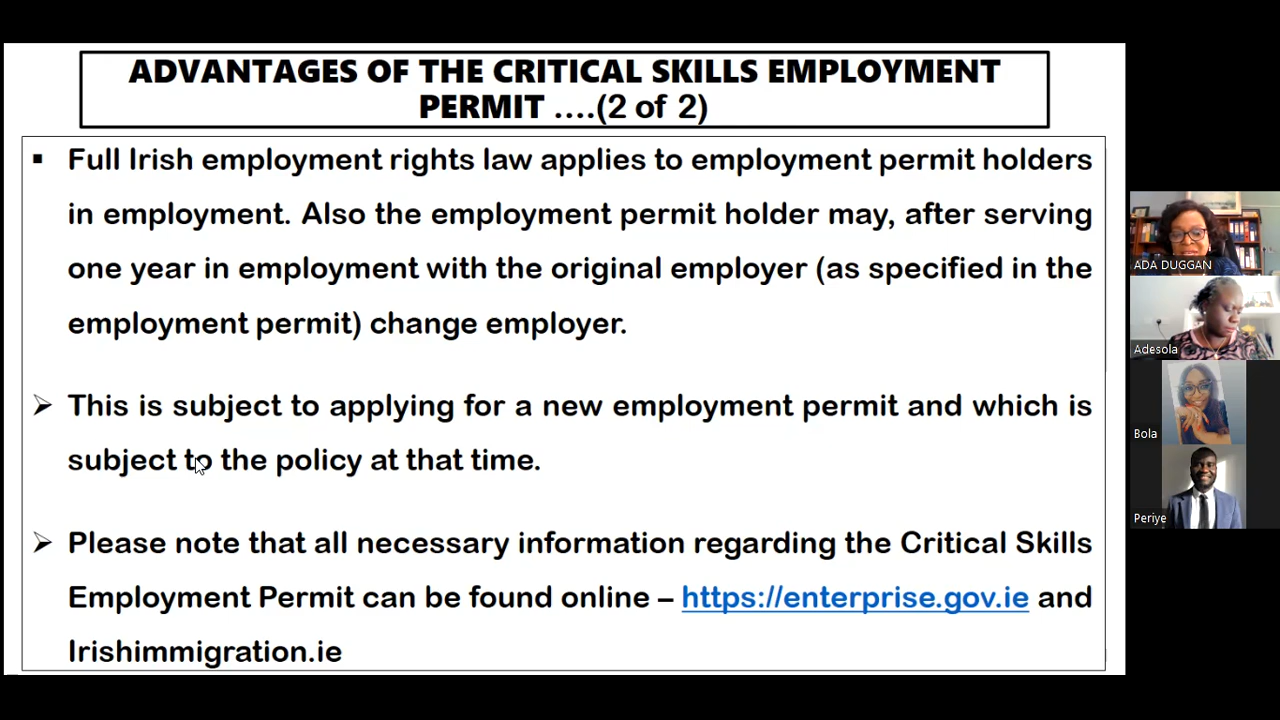 ADVANTAGES OF THE CRITICAL SKILLS EMPLOYMENT
PERMIT ....(2 of 2)
▪ Full Irish employment rights law applies to employment permit holders
in employment. Also the employment permit holder may, after serving
one year in employment with the original employer (as specified in the
employment permit) change employer.
➢ This is subject to applying for a new employment permit and which is
subject to the policy at that time.
➢ Please note that all necessary information regarding the Critical Skills
Employment Permit can be found online – https://enterprise.gov.ie and
Irishimmigration.ie
ADA DUGGAN
Adesola
Bola
Periye